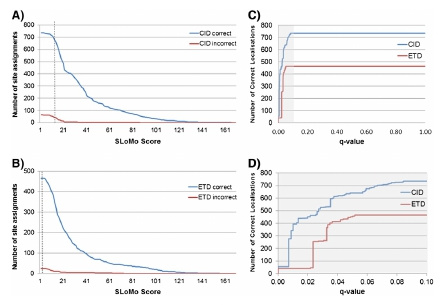 A)
Number of site assignments
800
700
600
500
400
300
200
100
0
CID correct
CID incorrect
1 21 41 61 81 101 121 141 161
SLoMo Score
B)
Number of site assignments
500
400
300
200
100
0
ETD correct
ETD incorrect
1 21 41 61 81 101 121 141 161
SLoMo Score
C)
Number of Correct Localisations
800
700
600
500
400
300
200
100
0
CID
ETD
0.00 0.20 0.40 0.60 0.80 1.00
q-value
D)
Number of Correct Localisations
800
700
600
500
400
300
200
100
0
CID
ETD
0.00 0.02 0.04 0.06 0.08 0.10
q-value